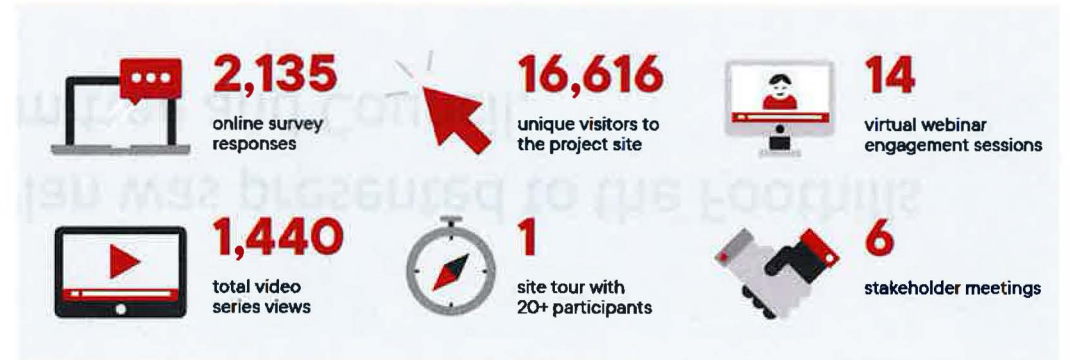 2,135
online survey
responses
16,616
unique visitors to
the project site
14
virtual webinar
engagement sessions
1,440
total video
series views
1
site tour with
20+ participants
6
stakeholder meetings